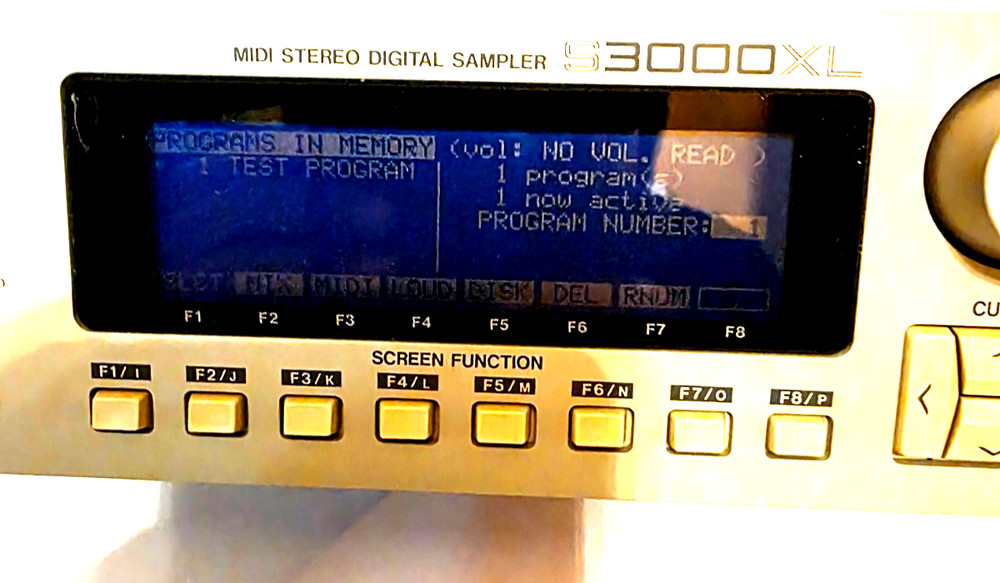 MIDI STEREO DIGITAL SAMPLER S3000XL
PROGRAMS IN MEMORY (vol: NO VOL. READ )
1 TEST PROGRAM 1 program(s)
1 now active
PROGRAM NUMBER: 1
SLCT MIX MIDI LOUD DISK DEL RNUM
F1 F2 F3 F4 F5 F6 F7 F8
SCREEN FUNCTION
F1/I F2/J F3/K F4/L F5/M F6/N F7/O F8/P
CU